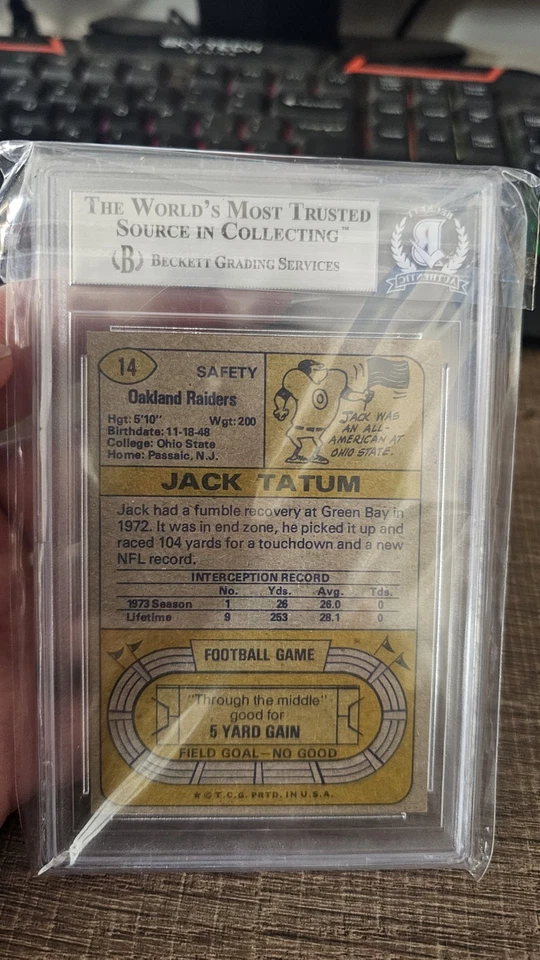 SKYTECH
THE WORLD'S MOST TRUSTED
SOURCE IN COLLECTING™
(B) BECKETT GRADING SERVICES
BECKETT
B
AUTHENTIC
14
SAFETY
Oakland Raiders
Hgt: 5'10" Wgt: 200
Birthdate: 11-18-48
College: Ohio State
Home: Passaic, N.J.
O
JACK WAS
AN ALL-
AMERICAN AT
OHIO STATE.
JACK TATUM
Jack had a fumble recovery at Green Bay in
1972. It was in end zone, he picked it up and
raced 104 yards for a touchdown and a new
NFL record.
INTERCEPTION RECORD
No. Yds. Avg. Tds.
1973 Season 1 26 26.0 0
Lifetime 9 253 28.1 0
FOOTBALL GAME
"Through the middle"
good for
5 YARD GAIN
FIELD GOAL—NO GOOD
★ © T.C.G. PRTD. IN U.S.A.